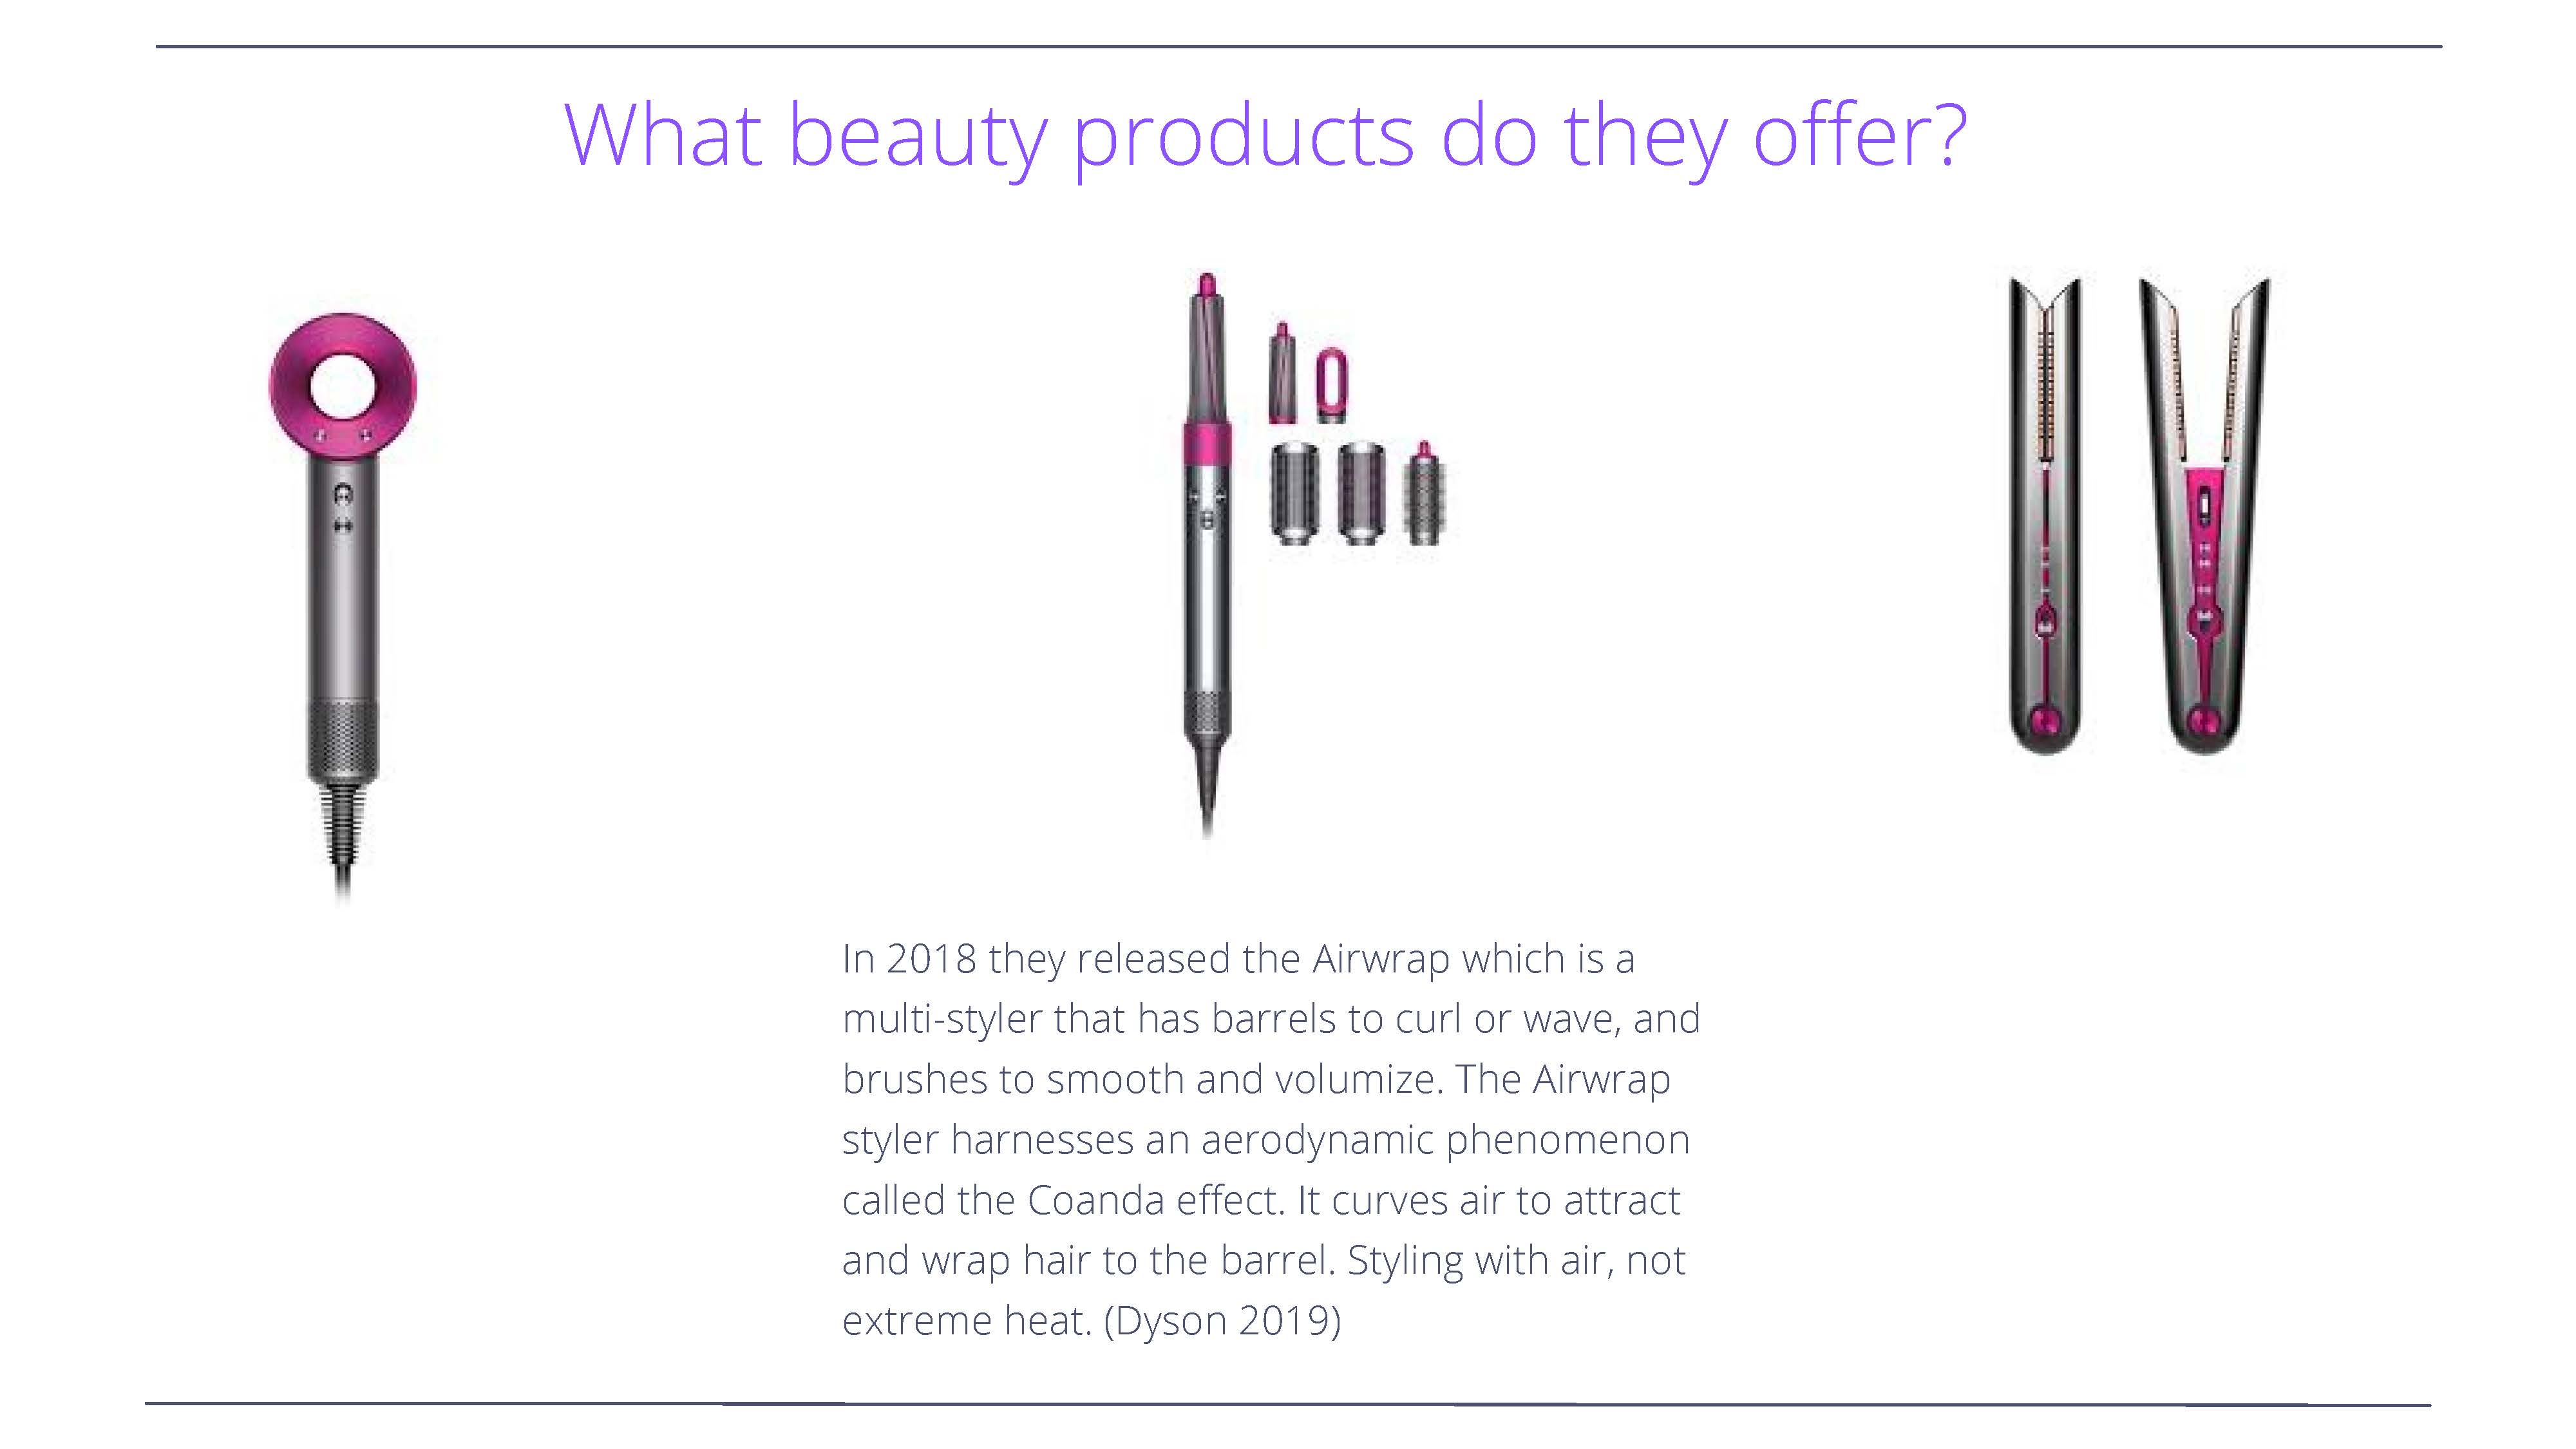 What beauty products do they offer?
In 2018 they released the Airwrap which is a
multi-styler that has barrels to curl or wave, and
brushes to smooth and volumize. The Airwrap
styler harnesses an aerodynamic phenomenon
called the Coanda effect. It curves air to attract
and wrap hair to the barrel. Styling with air, not
extreme heat. (Dyson 2019)